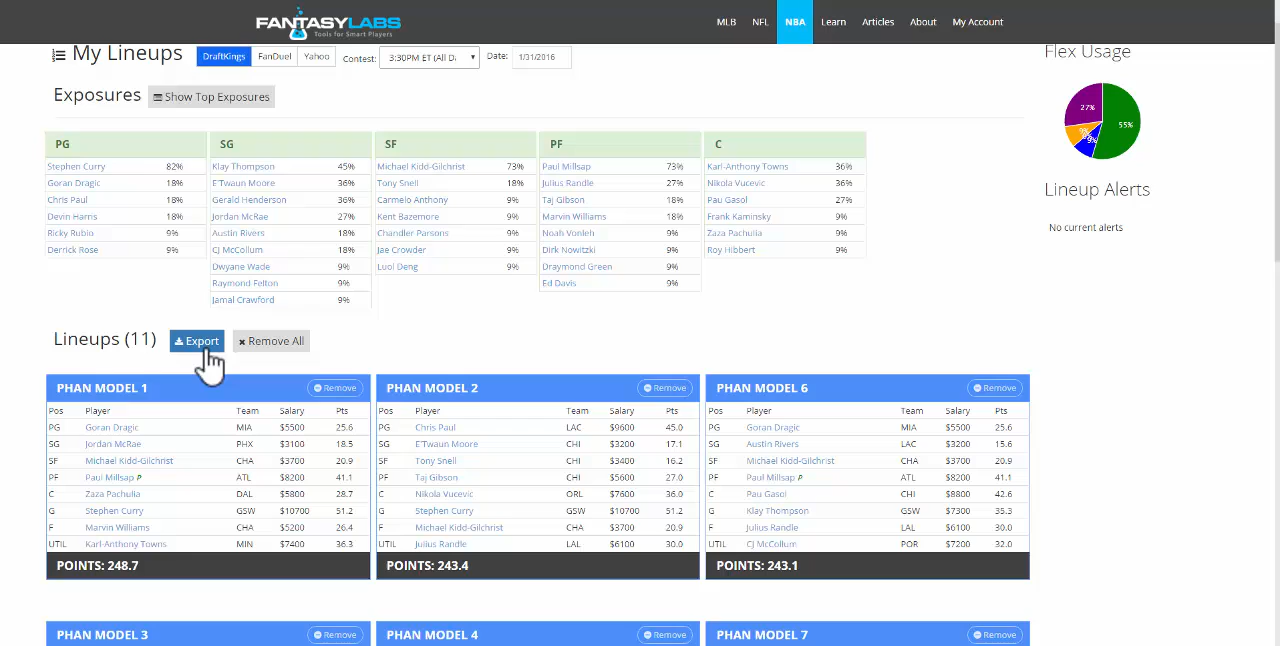 FANTASYLABS
Tools for Smart Players
MLB NFL NBA Learn Articles About My Account
My Lineups DraftKings FanDuel Yahoo Contest: 3:30PM ET (All D: Date: 1/31/2016
Flex Usage
Exposures Show Top Exposures
27% 55% 9% 9%
PG SG SF PF C
Stephen Curry 82% Klay Thompson 45% Michael Kidd-Gilchrist 73% Paul Millsap 73% Karl-Anthony Towns 36%
Goran Dragic 18% E'Twaun Moore 36% Tony Snell 18% Julius Randle 27% Nikola Vucevic 36%
Lineup Alerts
Chris Paul 18% Gerald Henderson 36% Carmelo Anthony 9% Taj Gibson 18% Pau Gasol 27%
Devin Harris 18% Jordan McRae 27% Kent Bazemore 9% Marvin Williams 18% Frank Kaminsky 9%
No current alerts
Ricky Rubio 9% Austin Rivers 18% Chandler Parsons 9% Noah Vonleh 9% Zaza Pachulia 9%
Derrick Rose 9% CJ McCollum 18% Jae Crowder 9% Dirk Nowitzki 9% Roy Hibbert 9%
Dwyane Wade 9% Luol Deng 9% Draymond Green 9%
Raymond Felton 9% Ed Davis 9%
Jamal Crawford 9%
Lineups (11) Export Remove All
PHAN MODEL 1 Remove PHAN MODEL 2 Remove PHAN MODEL 6 Remove
Pos Player Team Salary Pts Pos Player Team Salary Pts Pos Player Team Salary Pts
PG Goran Dragic MIA $5500 25.6 PG Chris Paul LAC $9600 45.0 PG Goran Dragic MIA $5500 25.6
SG Jordan McRae PHX $3100 18.5 SG E'Twaun Moore CHI $3200 17.1 SG Austin Rivers LAC $3200 15.6
SF Michael Kidd-Gilchrist CHA $3700 20.9 SF Tony Snell CHI $3400 16.2 SF Michael Kidd-Gilchrist CHA $3700 20.9
PF Paul Millsap P ATL $8200 41.1 PF Taj Gibson CHI $5600 27.0 PF Paul Millsap P ATL $8200 41.1
C Zaza Pachulia DAL $5800 28.7 C Nikola Vucevic ORL $7600 36.0 C Pau Gasol CHI $8800 42.6
G Stephen Curry GSW $10700 51.2 G Stephen Curry GSW $10700 51.2 G Klay Thompson GSW $7300 35.3
F Marvin Williams CHA $5200 26.4 F Michael Kidd-Gilchrist CHA $3700 20.9 F Julius Randle LAL $6100 30.0
UTIL Karl-Anthony Towns MIN $7400 36.3 UTIL Julius Randle LAL $6100 30.0 UTIL CJ McCollum POR $7200 32.0
POINTS: 248.7 POINTS: 243.4 POINTS: 243.1
PHAN MODEL 3 Remove PHAN MODEL 4 Remove PHAN MODEL 7 Remove